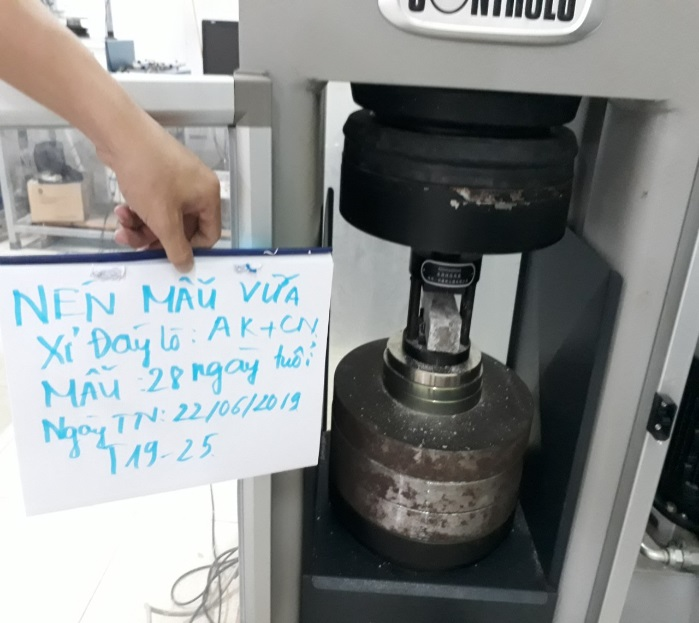 CONTROLS
NÉN MẪU VỮA
Xỉ Đáy lò: AK+CN
MẪU: 28 ngày tuổi
Ngày TN: 22/06/2019
T19-25